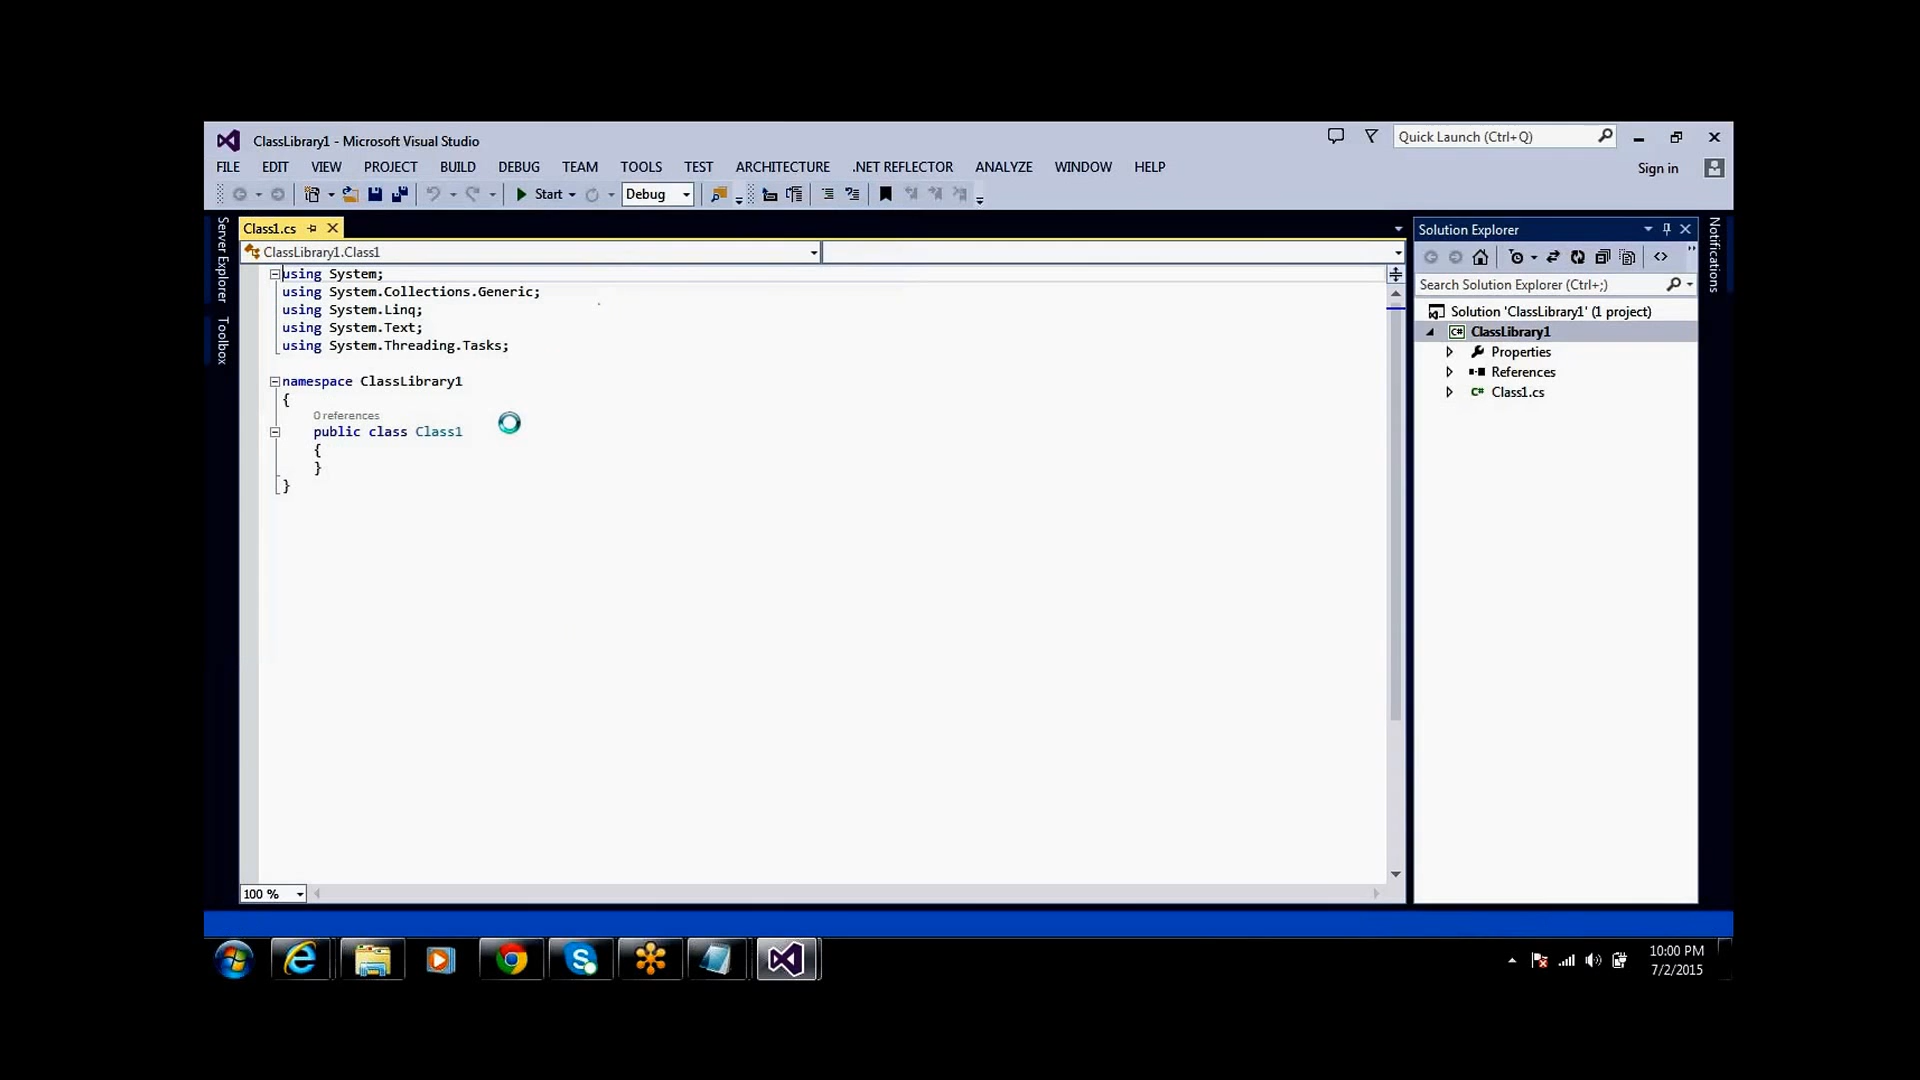 ClassLibrary1 - Microsoft Visual Studio
Quick Launch (Ctrl+Q)
FILE EDIT VIEW PROJECT BUILD DEBUG TEAM TOOLS TEST ARCHITECTURE .NET REFLECTOR ANALYZE WINDOW HELP
Sign in
Start
Debug
Server Explorer
Toolbox
Class1.cs
ClassLibrary1.Class1
using System;
using System.Collections.Generic;
using System.Linq;
using System.Text;
using System.Threading.Tasks;
namespace ClassLibrary1
{
0 references
public class Class1
{
}
}
100 %
Solution Explorer
Search Solution Explorer (Ctrl+;)
Solution 'ClassLibrary1' (1 project)
C# ClassLibrary1
Properties
References
C# Class1.cs
Notifications
10:00 PM
7/2/2015